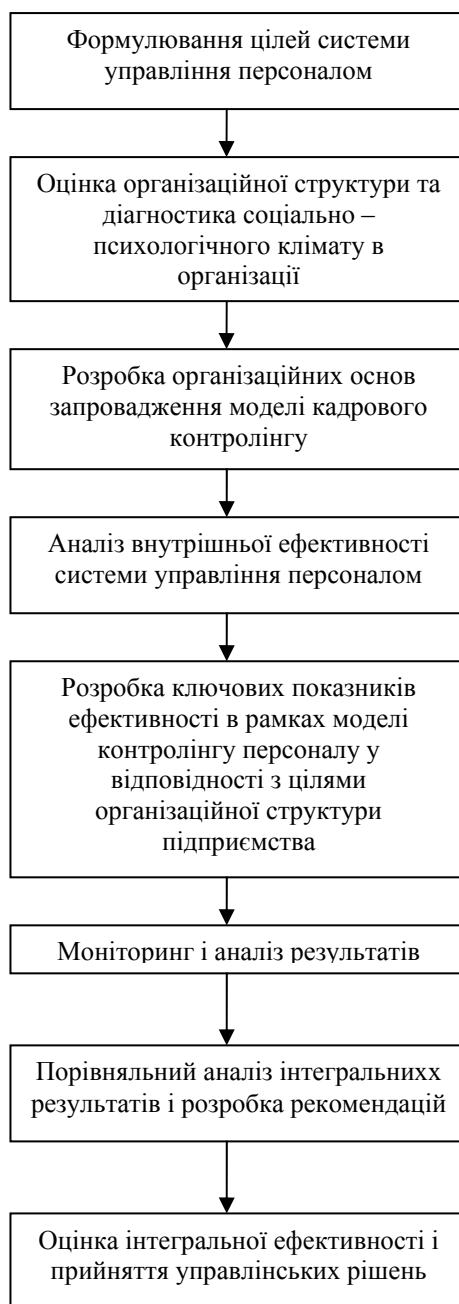 Формулювання цілей системи
управління персоналом
Оцінка організаційної структури та
діагностика соціально –
психологічного клімату в
організації
Розробка організаційних основ
запровадження моделі кадрового
контролінгу
Аналіз внутрішньої ефективності
системи управління персоналом
Розробка ключових показників
ефективності в рамках моделі
контролінгу персоналу у
відповідності з цілями
організаційної структури
підприємства
Моніторинг і аналіз результатів
Порівняльний аналіз інтегральнихх
результатів і розробка рекомендацій
Оцінка інтегральної ефективності і
прийняття управлінських рішень